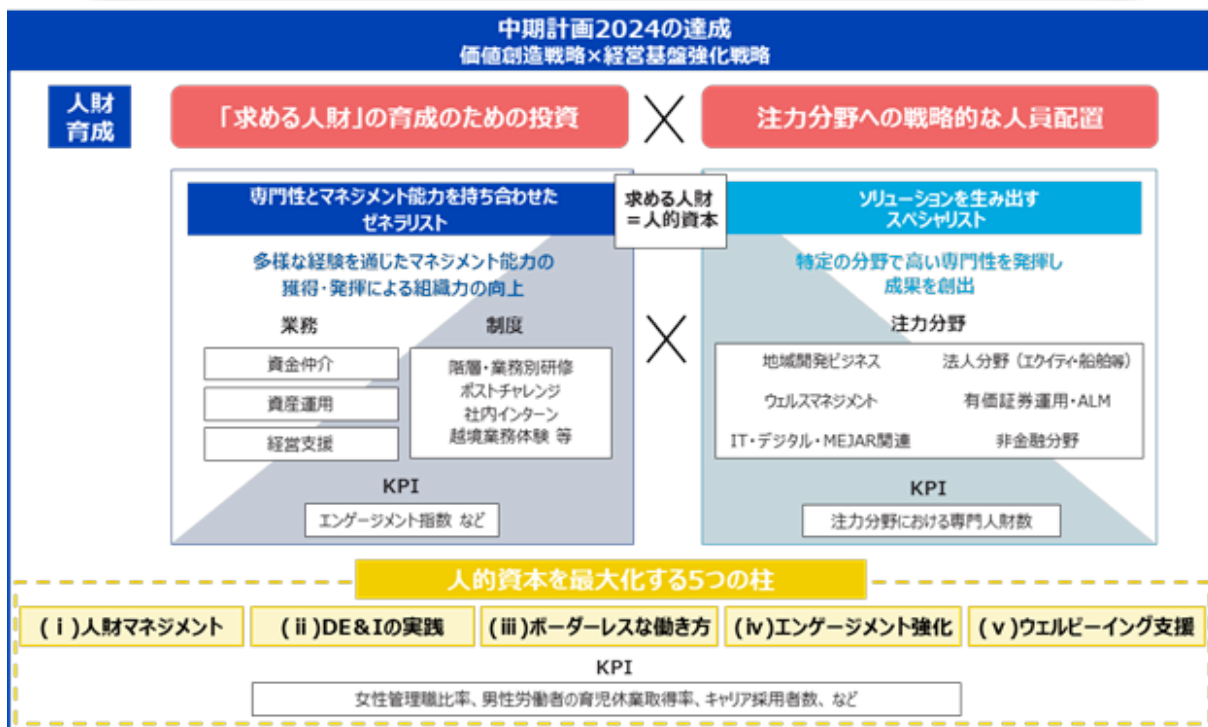 中期計画2024の達成
価値創造戦略×経営基盤強化戦略
人財
育成
「求める人財」の育成のための投資
注力分野への戦略的な人員配置
専門性とマネジメント能力を持ち合わせた
ゼネラリスト
求める人財
＝人的資本
ソリューションを生み出す
スペシャリスト
多様な経験を通じたマネジメント能力の
獲得・発揮による組織力の向上
特定の分野で高い専門性を発揮し
成果を創出
業務
制度
注力分野
資金仲介
資産運用
経営支援
階層・業務別研修
ポストチャレンジ
社内インターン
越境業務体験 等
地域開発ビジネス
法人分野（エクイティ・船舶等）
ウェルスマネジメント
有価証券運用・ALM
IT・デジタル・MEJAR関連
非金融分野
KPI
エンゲージメント指数 など
KPI
注力分野における専門人財数
人的資本を最大化する5つの柱
(ⅰ)人財マネジメント
(ⅱ)DE&Iの実践
(ⅲ)ボーダーレスな働き方
(ⅳ)エンゲージメント強化
(ⅴ)ウェルビーイング支援
KPI
女性管理職比率、男性労働者の育児休業取得率、キャリア採用者数、など